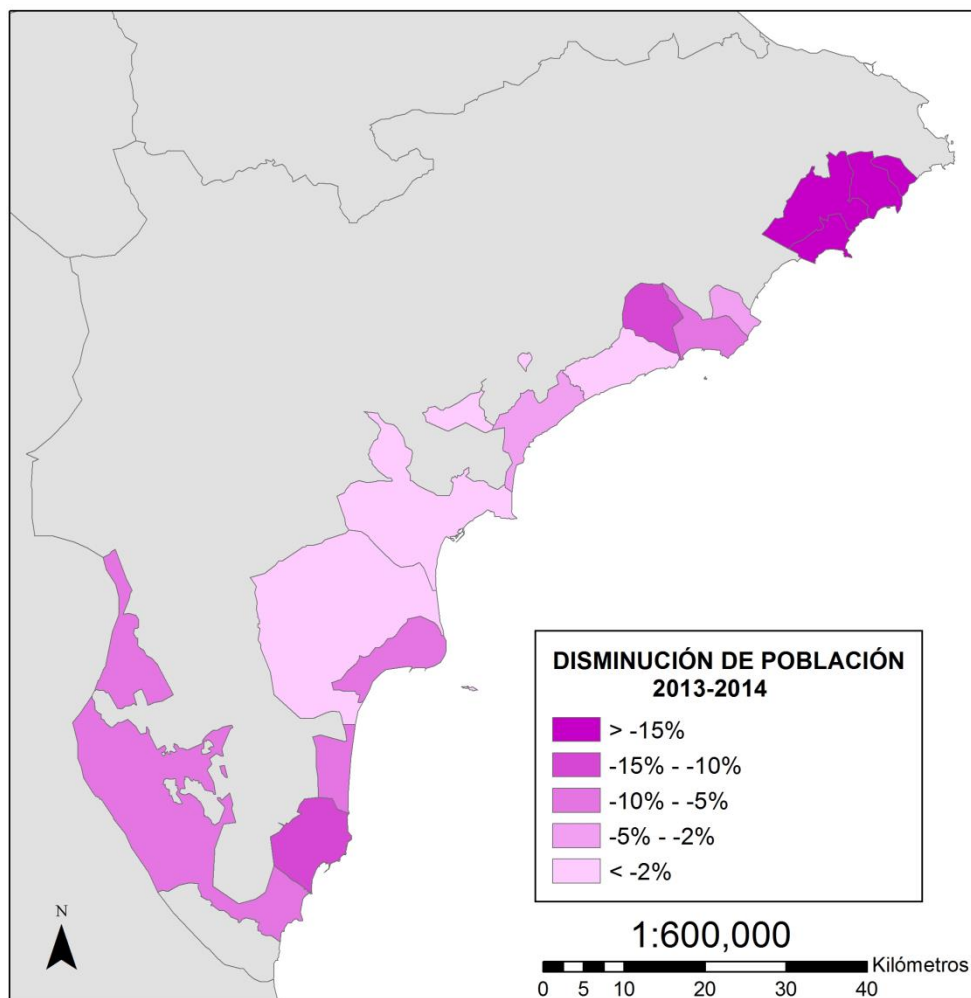 DISMINUCIÓN DE POBLACIÓN
2013-2014
> -15%
-15% - -10%
-10% - -5%
-5% - -2%
< -2%
N
1:600,000
Kilómetros
0 5 10 20 30 40